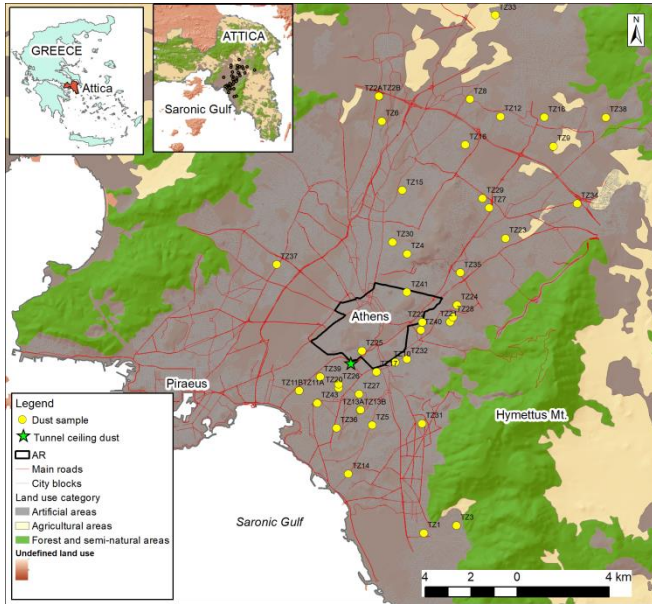 GREECE
Attica
ATTICA
Saronic Gulf
N
TZ33
TZ2A TZ2B
TZ8
TZ6
TZ12
TZ18
TZ38
TZ16
TZ9
TZ15
TZ29
TZ7
TZ34
TZ30
TZ4
TZ23
TZ37
TZ35
TZ41
TZ24
TZ28
TZ21
TZ40
Athens
TZ25
TZ32
TZ39
TZ26
TZ11B TZ11A
TZ27
TZ43
TZ13A TZ13B
TZ36
TZ5
TZ31
Piraeus
Hymettus Mt.
TZ14
Saronic Gulf
TZ1
TZ3
Legend
Dust sample
Tunnel ceiling dust
AR
Main roads
City blocks
Land use category
Artificial areas
Agricultural areas
Forest and semi-natural areas
Undefined land use
4 2 0 4 km